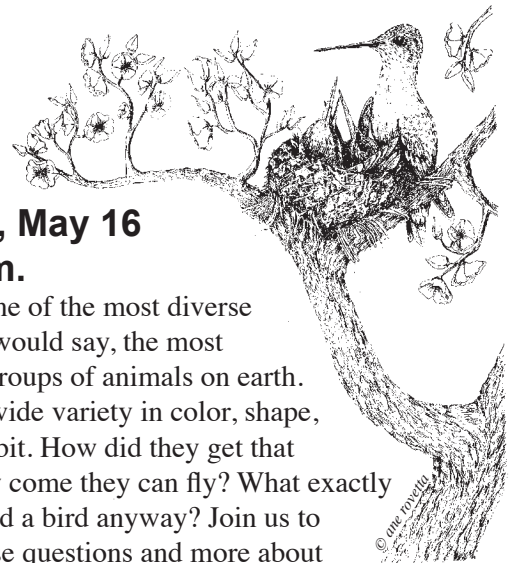 , May 16
m.
ne of the most diverse
would say, the most
roups of animals on earth.
wide variety in color, shape,
bit. How did they get that
come they can fly? What exactly
d a bird anyway? Join us to
se questions and more about
© ane rovetta